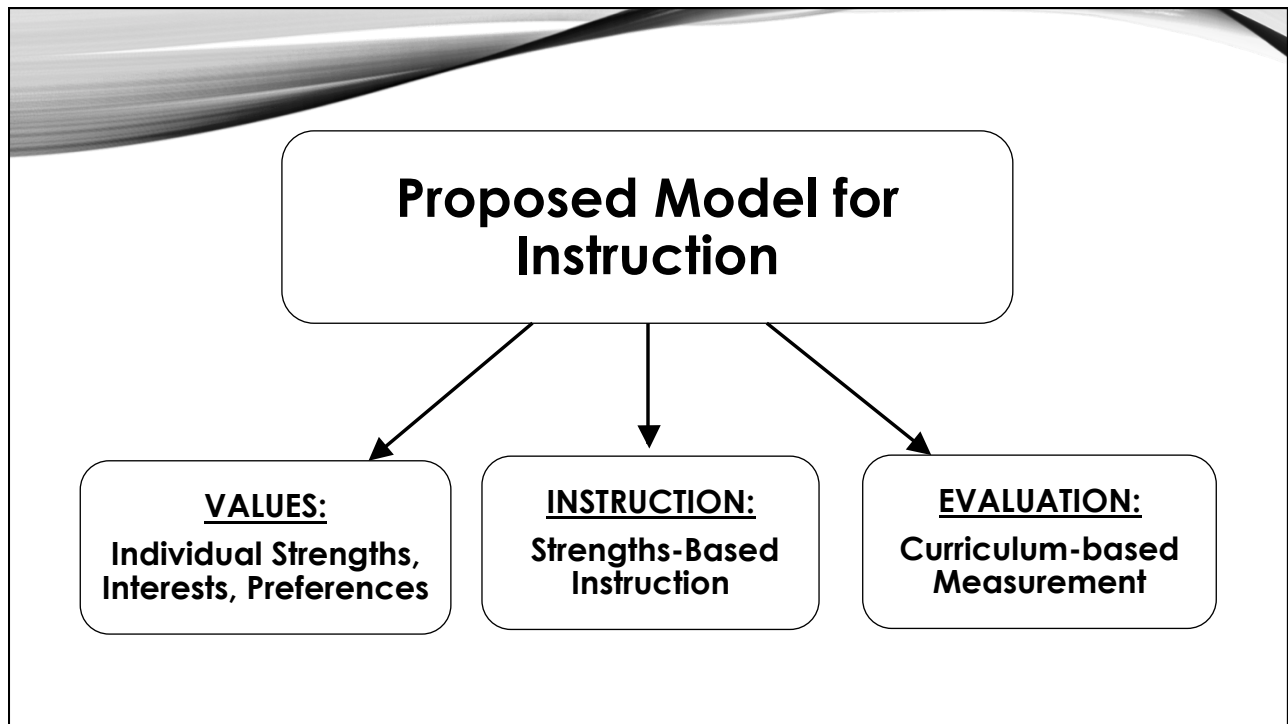 Proposed Model for
Instruction
VALUES:
Individual Strengths,
Interests, Preferences
INSTRUCTION:
Strengths-Based
Instruction
EVALUATION:
Curriculum-based
Measurement